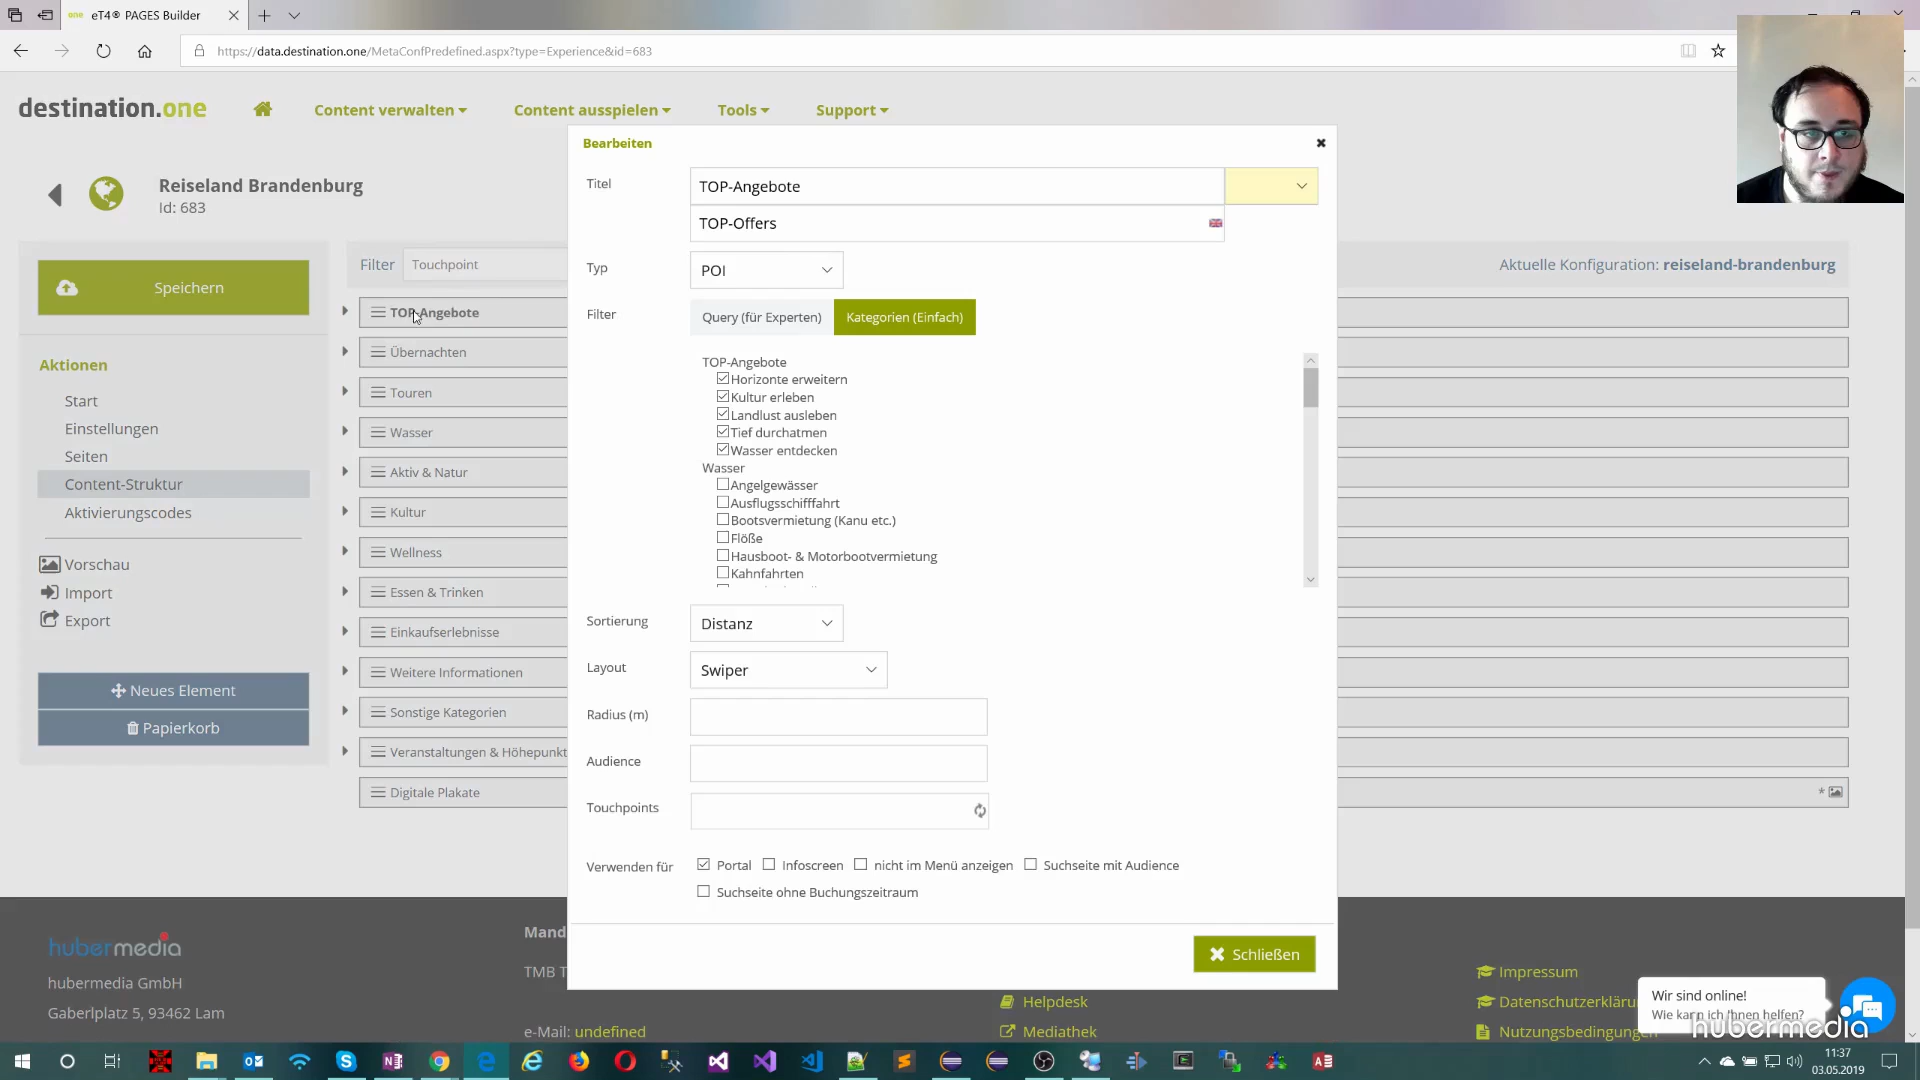 eT4® PAGES Builder
https://data.destination.one/MetaConfPredefined.aspx?type=Experience&id=683
destination.one
Content verwalten
Content ausspielen
Tools
Support
Reiseland Brandenburg
Id: 683
Speichern
Aktionen
Start
Einstellungen
Seiten
Content-Struktur
Aktivierungscodes
Vorschau
Import
Export
Neues Element
Papierkorb
Filter
Touchpoint
Aktuelle Konfiguration: reiseland-brandenburg
TOP-Angebote
Übernachten
Touren
Wasser
Aktiv & Natur
Kultur
Wellness
Essen & Trinken
Einkaufserlebnisse
Weitere Informationen
Sonstige Kategorien
Veranstaltungen & Höhepunkt
Digitale Plakate
*
Bearbeiten
Titel
TOP-Angebote
TOP-Offers
Typ
POI
Filter
Query (für Experten)
Kategorien (Einfach)
TOP-Angebote
Horizonte erweitern
Kultur erleben
Landlust ausleben
Tief durchatmen
Wasser entdecken
Wasser
Angelgewässer
Ausflugsschifffahrt
Bootsvermietung (Kanu etc.)
Flöße
Hausboot- & Motorbootvermietung
Kahnfahrten
Sortierung
Distanz
Layout
Swiper
Radius (m)
Audience
Touchpoints
Verwenden für
Portal
Infoscreen
nicht im Menü anzeigen
Suchseite mit Audience
Suchseite ohne Buchungszeitraum
Schließen
hubermedia
hubermedia GmbH
Gaberlplatz 5, 93462 Lam
Mand
TMB T
e-Mail: undefined
Helpdesk
Mediathek
Impressum
Datenschutzerkläru
Nutzungsbedingungen
Wir sind online!
Wie kann ich Ihnen helfen?
hubermedia
11:37
03.05.2019